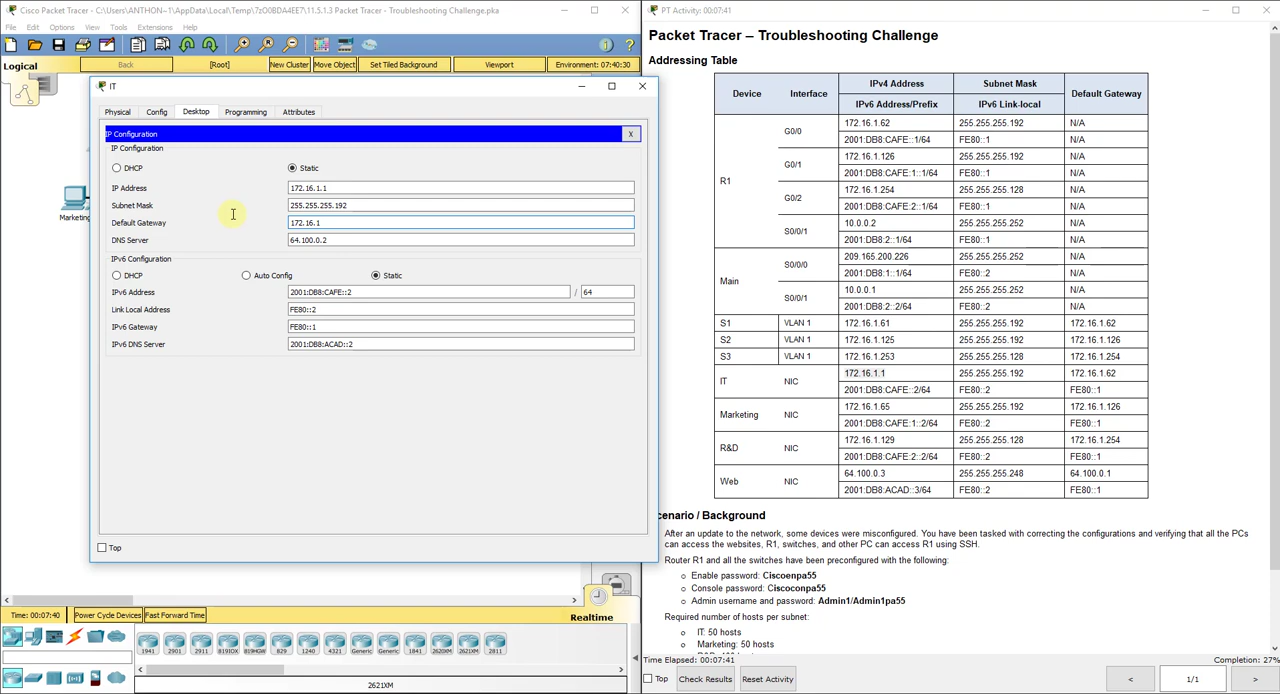 Cisco Packet Tracer - C:\Users\ANTHON~1\AppData\Local\Temp\7zO0BDA4EE7\11.5.1.3 Packet Tracer - Troubleshooting Challenge.pka
File Edit Options View Tools Extensions Help
Logical
Back
[Root]
New Cluster
Move Object
Set Tiled Background
Viewport
Environment: 07:40:30
Marketing
IT
Physical Config Desktop Programming Attributes
IP Configuration
X
IP Configuration
DHCP
Static
IP Address
172.16.1.1
Subnet Mask
255.255.255.192
Default Gateway
172.16.1
DNS Server
64.100.0.2
IPv6 Configuration
DHCP
Auto Config
Static
IPv6 Address
2001:DB8:CAFE::2
/
64
Link Local Address
FE80::2
IPv6 Gateway
FE80::1
IPv6 DNS Server
2001:DB8:ACAD::2
Top
Time: 00:07:40
Power Cycle Devices
Fast Forward Time
Realtime
1941 2901 2911 819IOX 819HGW 829 1240 4321 Generic Generic 1841 2620XM 2621XM 2811
2621XM
PT Activity: 00:07:41
Packet Tracer – Troubleshooting Challenge
Addressing Table
Device Interface IPv4 Address Subnet Mask Default Gateway
IPv6 Address/Prefix IPv6 Link-local
R1 G0/0 172.16.1.62 255.255.255.192 N/A
2001:DB8:CAFE::1/64 FE80::1 N/A
G0/1 172.16.1.126 255.255.255.192 N/A
2001:DB8:CAFE:1::1/64 FE80::1 N/A
G0/2 172.16.1.254 255.255.255.128 N/A
2001:DB8:CAFE:2::1/64 FE80::1 N/A
S0/0/1 10.0.0.2 255.255.255.252 N/A
2001:DB8:2::1/64 FE80::1 N/A
Main S0/0/0 209.165.200.226 255.255.255.252 N/A
2001:DB8:1::1/64 FE80::2 N/A
S0/0/1 10.0.0.1 255.255.255.252 N/A
2001:DB8:2::2/64 FE80::2 N/A
S1 VLAN 1 172.16.1.61 255.255.255.192 172.16.1.62
S2 VLAN 1 172.16.1.125 255.255.255.192 172.16.1.126
S3 VLAN 1 172.16.1.253 255.255.255.128 172.16.1.254
IT NIC 172.16.1.1 255.255.255.192 172.16.1.62
2001:DB8:CAFE::2/64 FE80::2 FE80::1
Marketing NIC 172.16.1.65 255.255.255.192 172.16.1.126
2001:DB8:CAFE:1::2/64 FE80::2 FE80::1
R&D NIC 172.16.1.129 255.255.255.128 172.16.1.254
2001:DB8:CAFE:2::2/64 FE80::2 FE80::1
Web NIC 64.100.0.3 255.255.255.248 64.100.0.1
2001:DB8:ACAD::3/64 FE80::2 FE80::1
cenario / Background
After an update to the network, some devices were misconfigured. You have been tasked with correcting the configurations and verifying that all the PCs
can access the websites, R1, switches, and other PC can access R1 using SSH.
Router R1 and all the switches have been preconfigured with the following:
o Enable password: Ciscoenpa55
o Console password: Ciscoconpa55
o Admin username and password: Admin1/Admin1pa55
Required number of hosts per subnet:
o IT: 50 hosts
o Marketing: 50 hosts
Time Elapsed: 00:07:41
Completion: 27%
Top
Check Results
Reset Activity
<
1/1
>